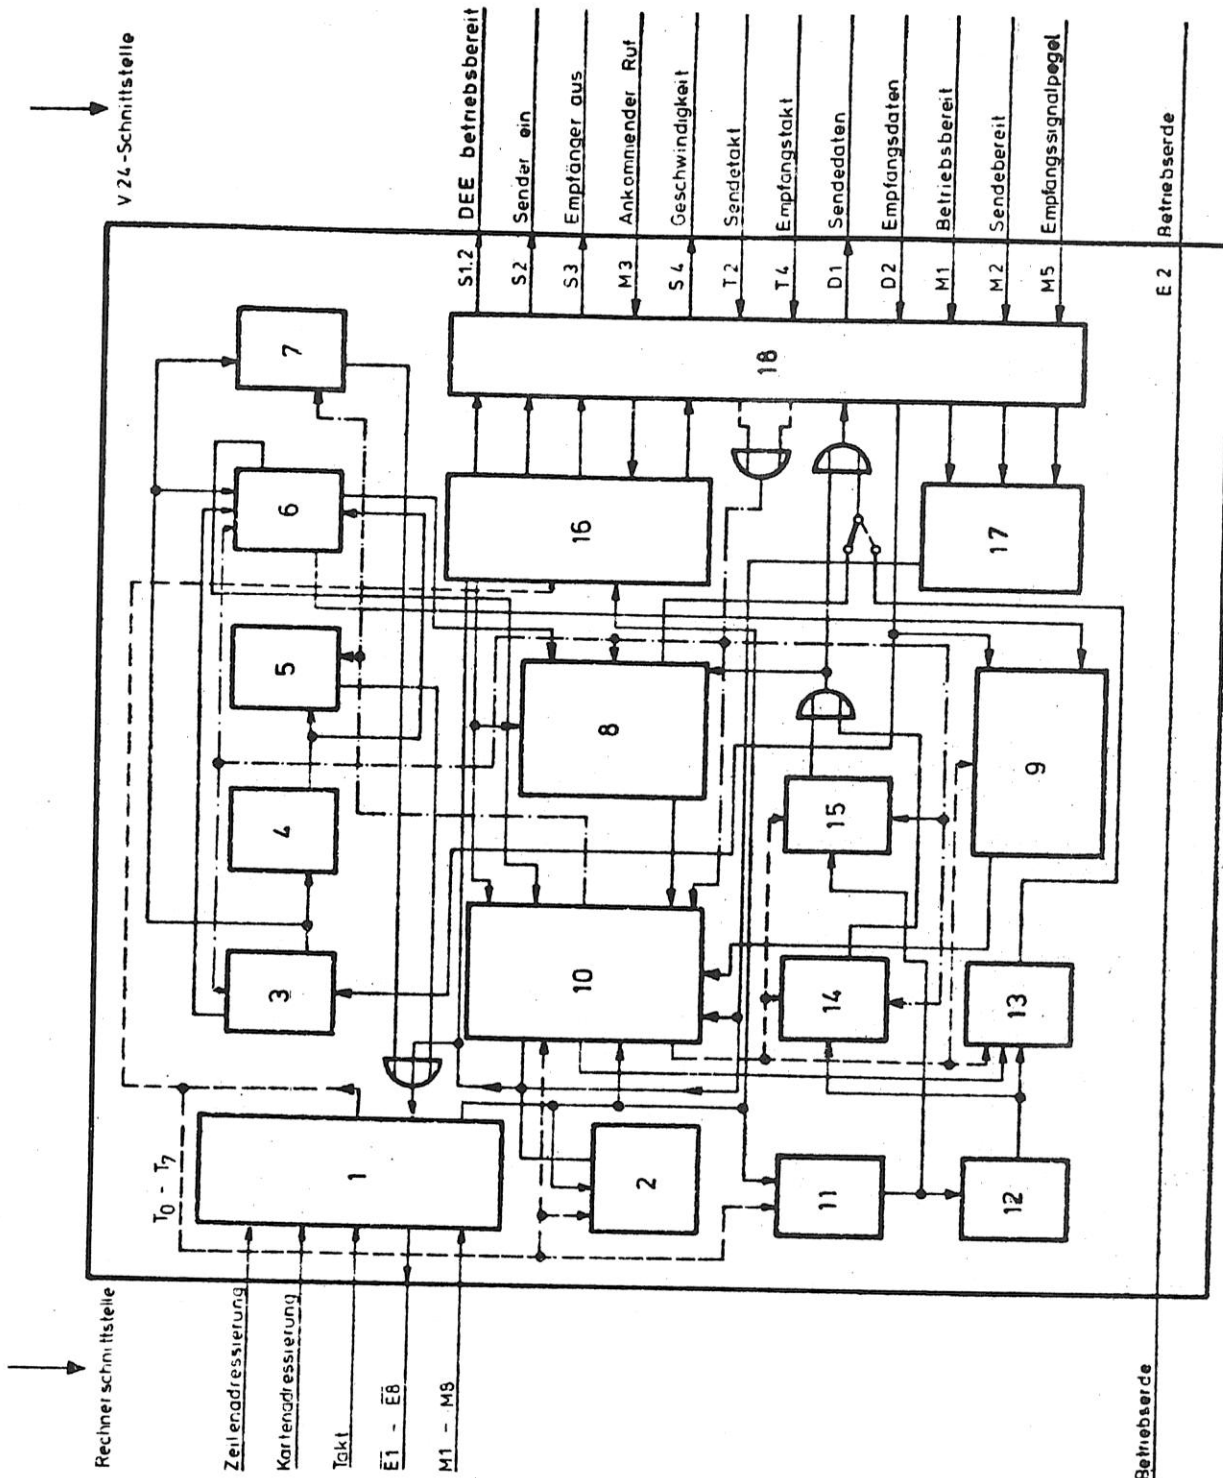 Rechnerschnittstelle
Zeilenadressierung
Kartenadressierung
Takt
E̅1 - E̅8
M1 - M8
Betriebserde
T0 - T7
1
2
3
4
5
6
7
8
9
10
11
12
13
14
15
16
17
18
V 24-Schnittstelle
S1.2 DEE betriebsbereit
S2 Sender ein
S3 Empfänger aus
M3 Ankommender Ruf
S4 Geschwindigkeit
T2 Sendetakt
T4 Empfangstakt
D1 Sendedaten
D2 Empfangsdaten
M1 Betriebsbereit
M2 Sendebereit
M5 Empfangssignalpegel
E2 Betriebserde